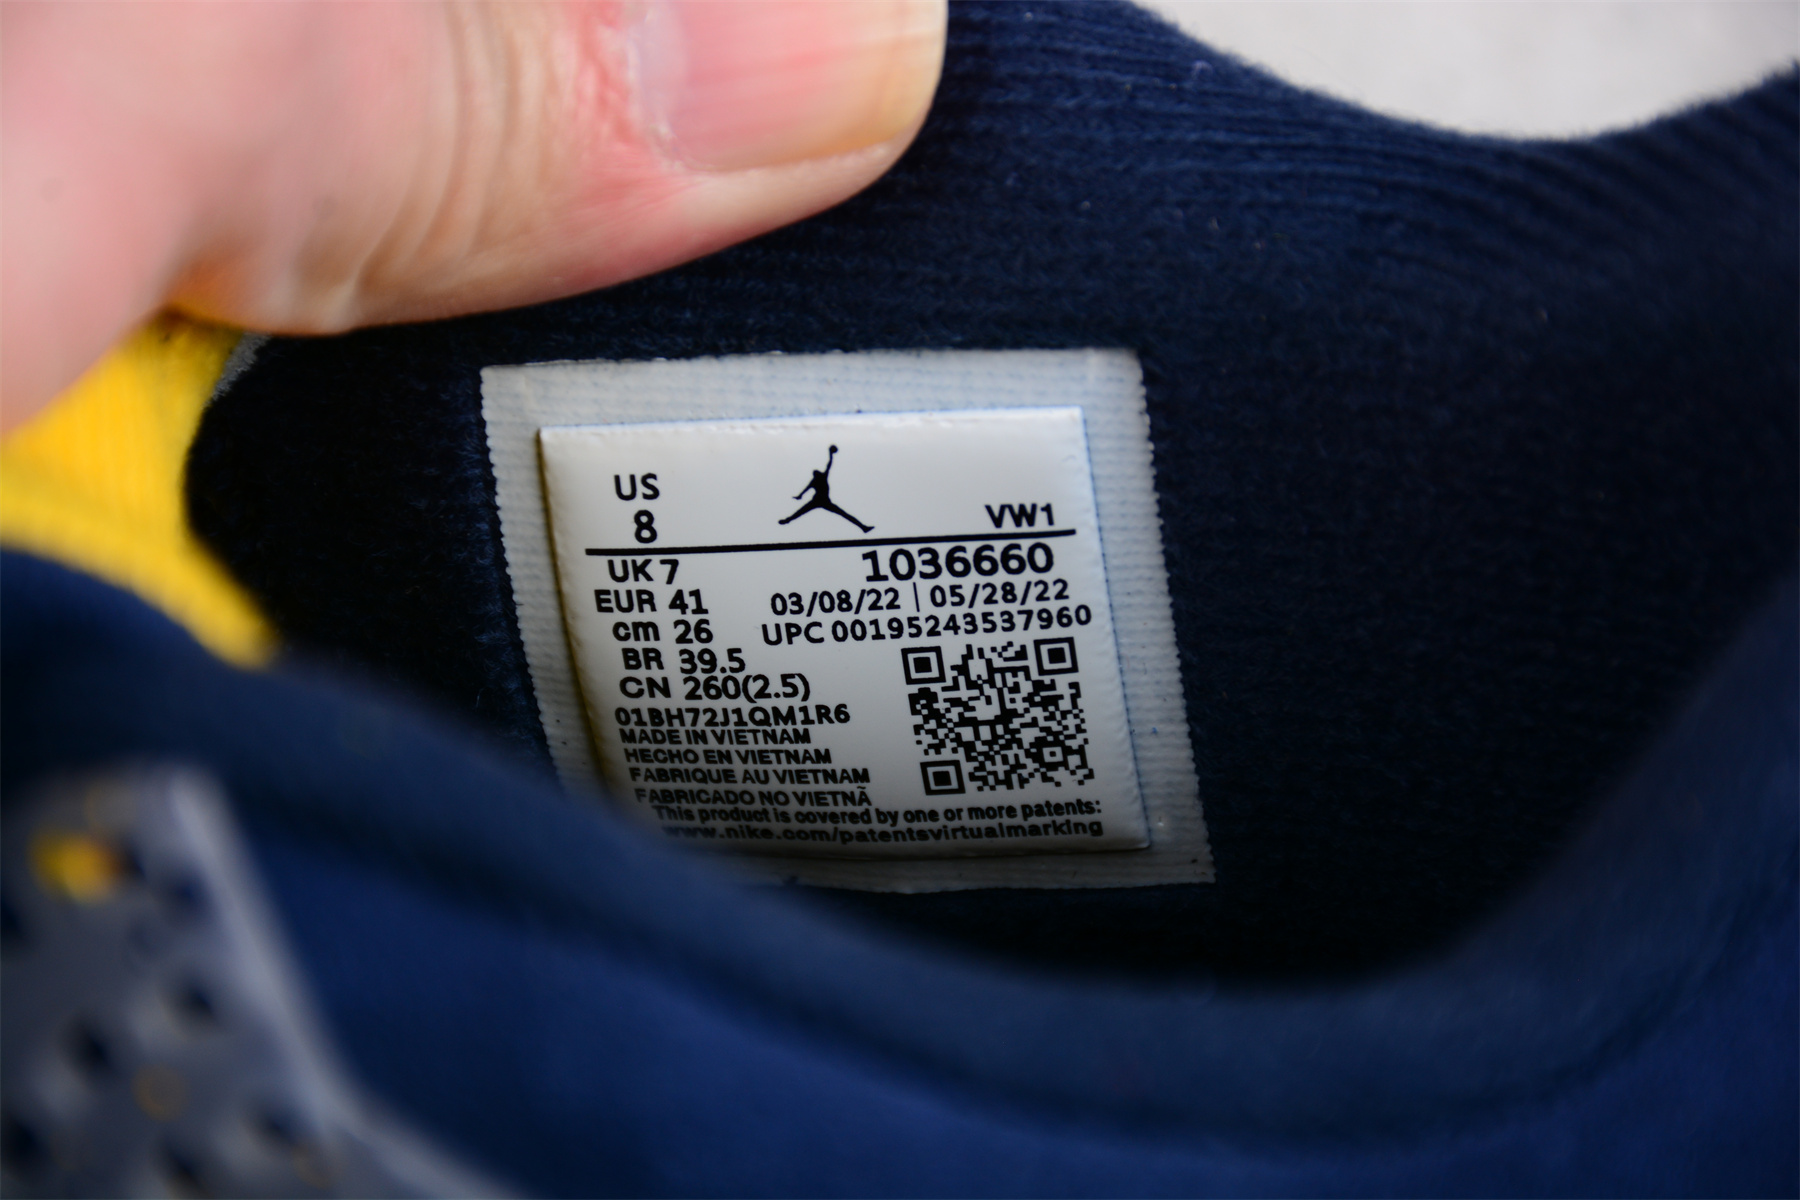 US
8
VW1
UK 7
1036660
EUR 41
03/08/22 | 05/28/22
cm 26
UPC 00195243537960
BR 39.5
CN 260(2.5)
01BH72J1QM1R6
MADE IN VIETNAM
HECHO EN VIETNAM
FABRIQUE AU VIETNAM
FABRICADO NO VIETNÃ
This product is covered by one or more patents:
www.nike.com/patentsvirtualmarking